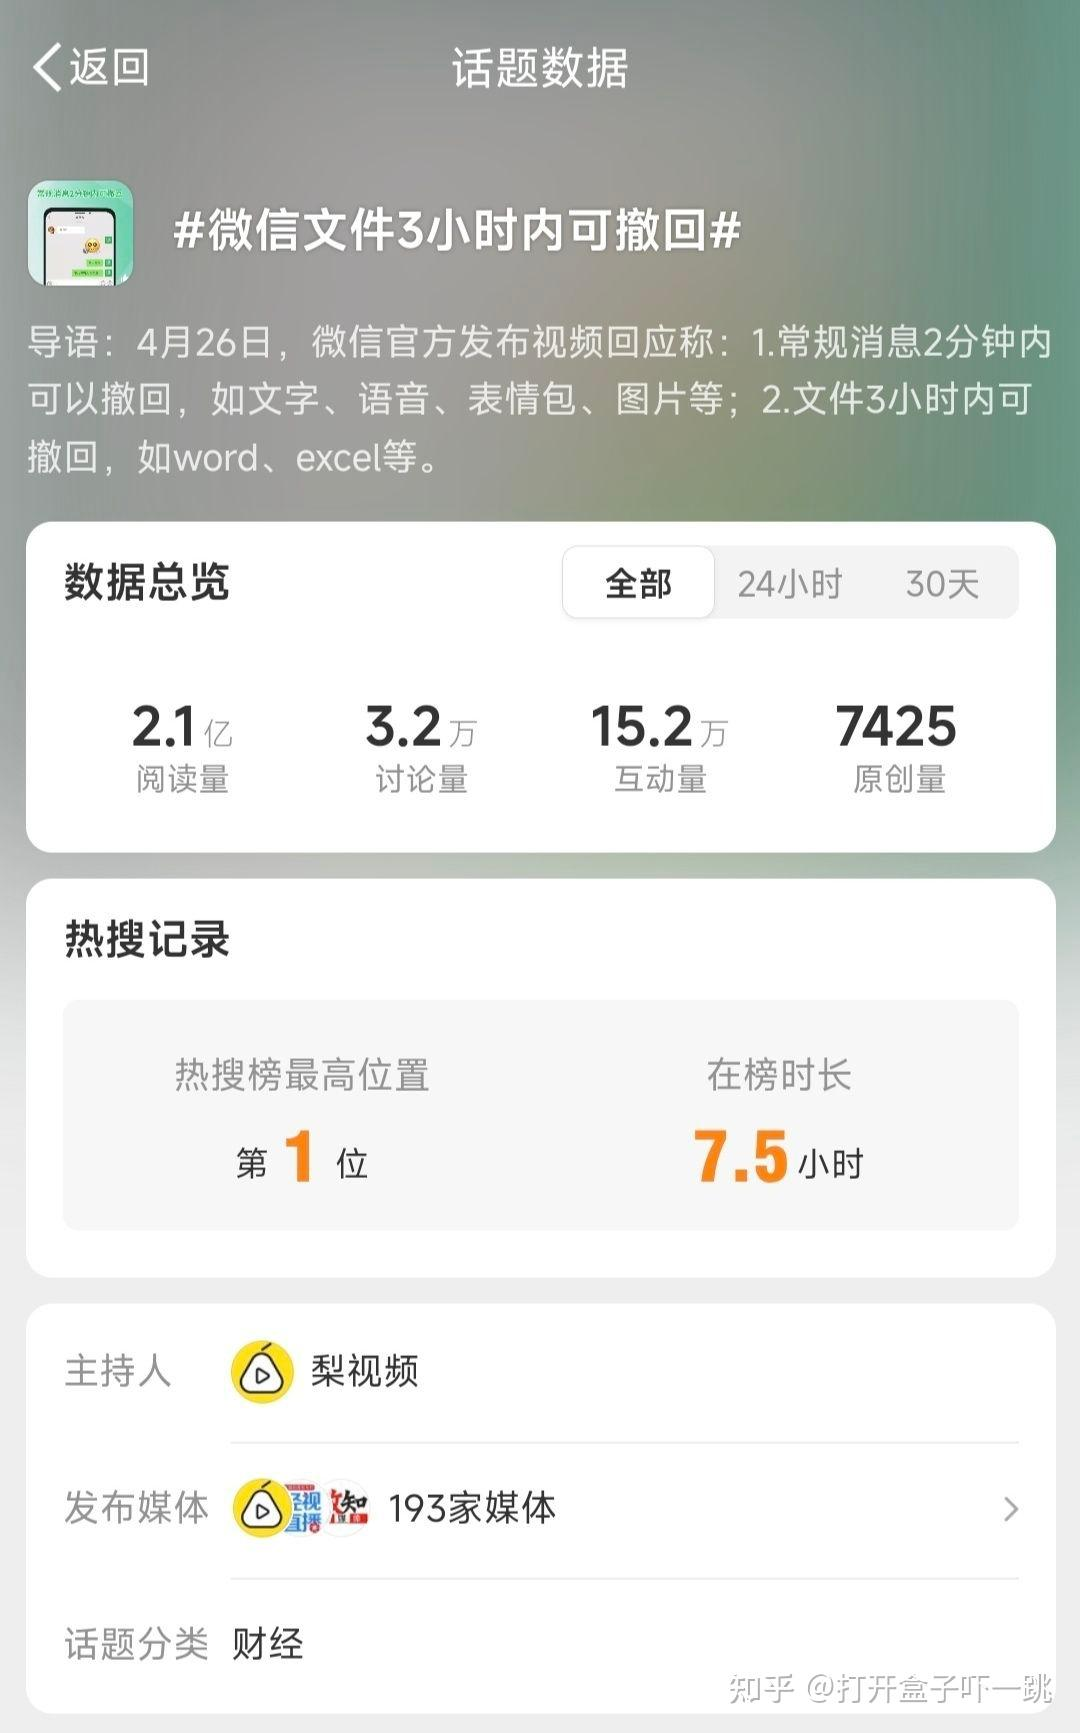 返回
话题数据
常规消息2分钟内可撤回
#微信文件3小时内可撤回#
导语：4月26日，微信官方发布视频回应称：1.常规消息2分钟内
可以撤回，如文字、语音、表情包、图片等；2.文件3小时内可
撤回，如word、excel等。
数据总览
全部 24小时 30天
2.1亿 3.2万 15.2万 7425
阅读量 讨论量 互动量 原创量
热搜记录
热搜榜最高位置 在榜时长
第 1 位 7.5小时
主持人 梨视频
发布媒体 193家媒体
话题分类 财经
知乎 @打开盒子吓一跳